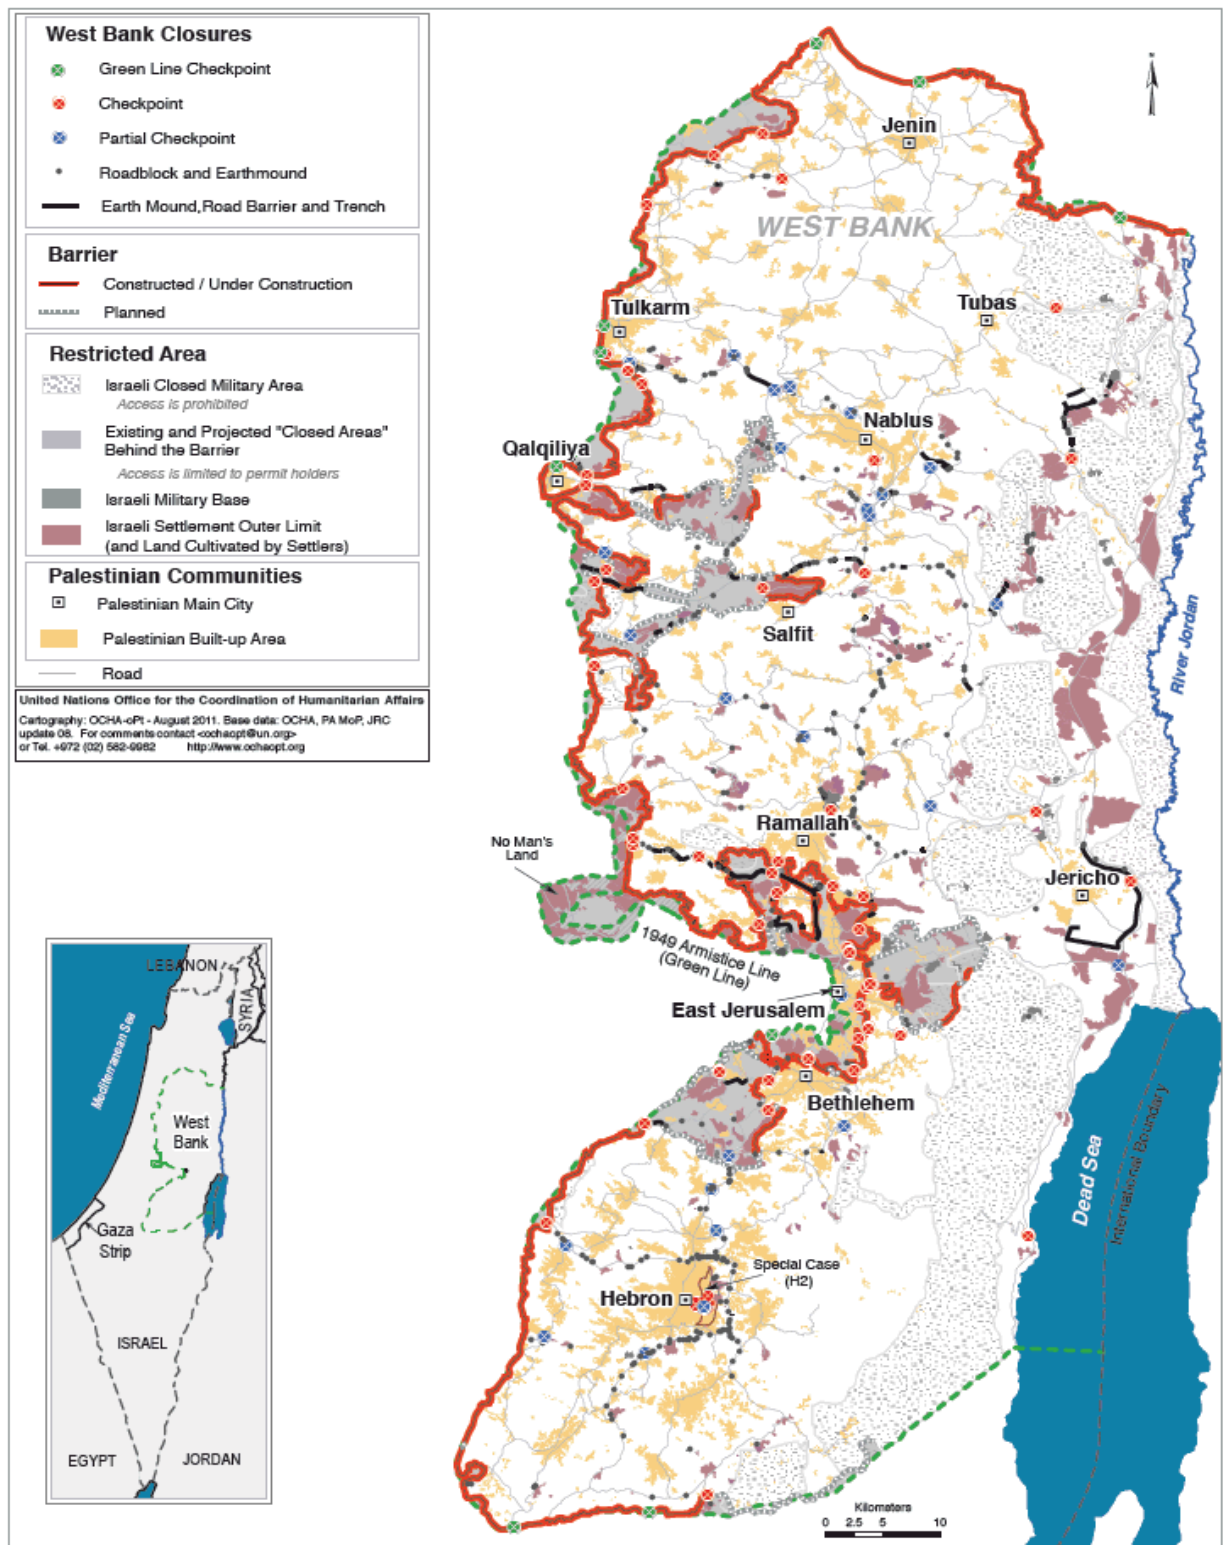 West Bank Closures
Green Line Checkpoint
Checkpoint
Partial Checkpoint
Roadblock and Earthmound
Earth Mound,Road Barrier and Trench
Barrier
Constructed / Under Construction
Planned
Restricted Area
Israeli Closed Military Area
Access is prohibited
Existing and Projected "Closed Areas"
Behind the Barrier
Access is limited to permit holders
Israeli Military Base
Israeli Settlement Outer Limit
(and Land Cultivated by Settlers)
Palestinian Communities
Palestinian Main City
Palestinian Built-up Area
Road
United Nations Office for the Coordination of Humanitarian Affairs
Cartography: OCHA-oPt - August 2011. Base data: OCHA, PA MoP, JRC
update 08. For comments contact <ochaopt@un.org>
or Tel. +972 (02) 582-9962 http://www.ochaopt.org
Jenin
WEST BANK
Tulkarm
Tubas
Nablus
Qalqiliya
Salfit
River Jordan
Ramallah
No Man's
Land
Jericho
1949 Armistice Line
(Green Line)
East Jerusalem
Bethlehem
Dead Sea
International Boundary
Special Case
(H2)
Hebron
Kilometers
0 2.5 5 10
LEBANON
SYRIA
Mediterranean Sea
West
Bank
Gaza
Strip
ISRAEL
EGYPT
JORDAN